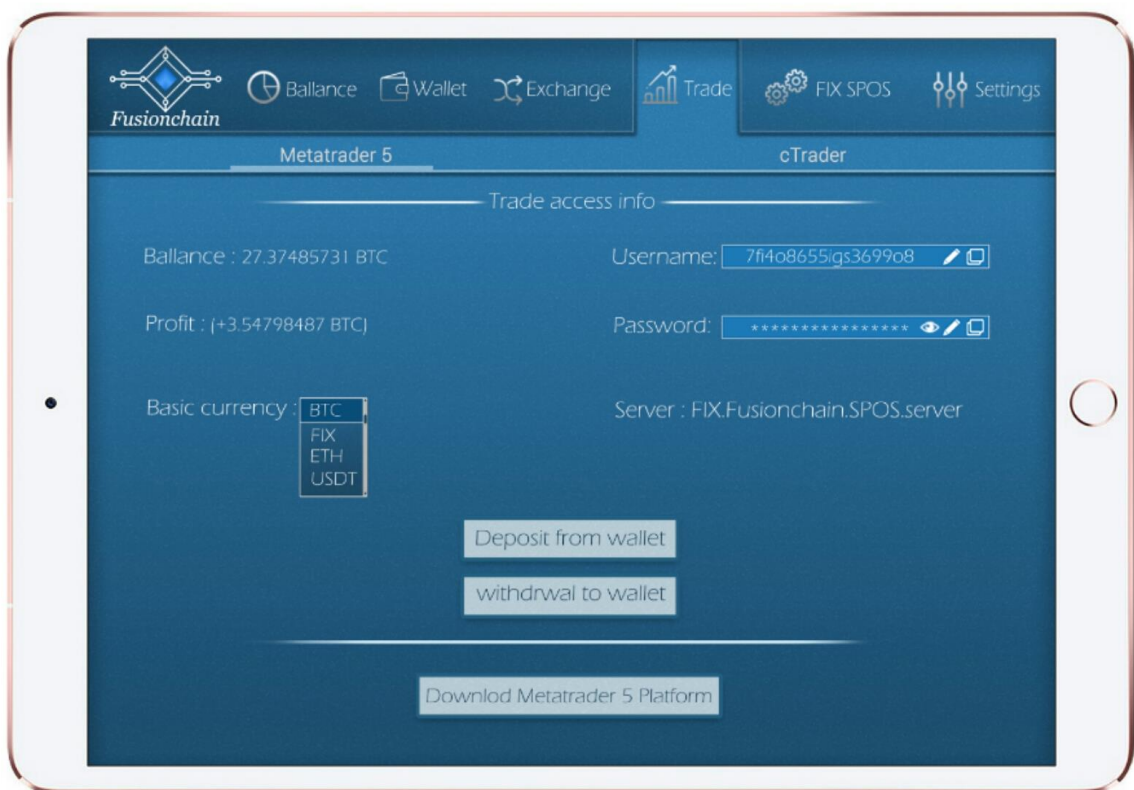 Fusionchain
Ballance
Wallet
Exchange
Trade
FIX SPOS
Settings
Metatrader 5
cTrader
Trade access info
Ballance : 27.37485731 BTC
Username: 7fi4o8655igs3699o8
Profit : (+3.54798487 BTC)
Password: ****************
Basic currency : BTC
FIX
ETH
USDT
Server : FIX.Fusionchain.SPOS.server
Deposit from wallet
withdrwal to wallet
Downlod Metatrader 5 Platform